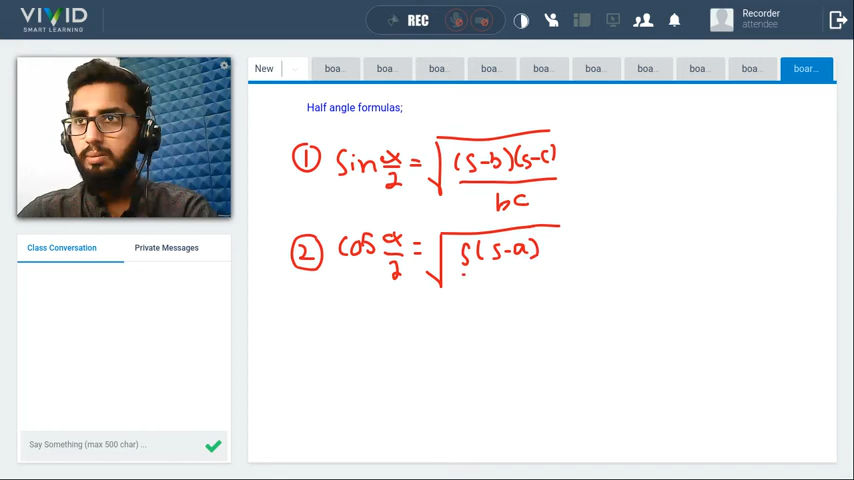 VIVID
SMART LEARNING
REC
Recorder
attendee
New
boa...
boa...
boa...
boa...
boa...
boa...
boa...
boa...
boa...
boar...
Half angle formulas;
① sin α/2 = √((s-b)(s-c)/bc)
② cos α/2 = √(s(s-a)
Class Conversation
Private Messages
Say Something (max 500 char) ...